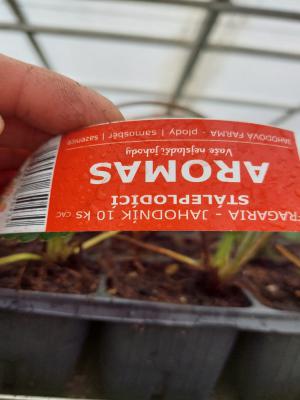 FRAGARIA - JAHODNÍK 10 ks CAC
STÁLEPLODÍCÍ
AROMAS
Vaše nejsladší jahody
JAHODOVÁ FARMA - plody | samosběr | sazenice